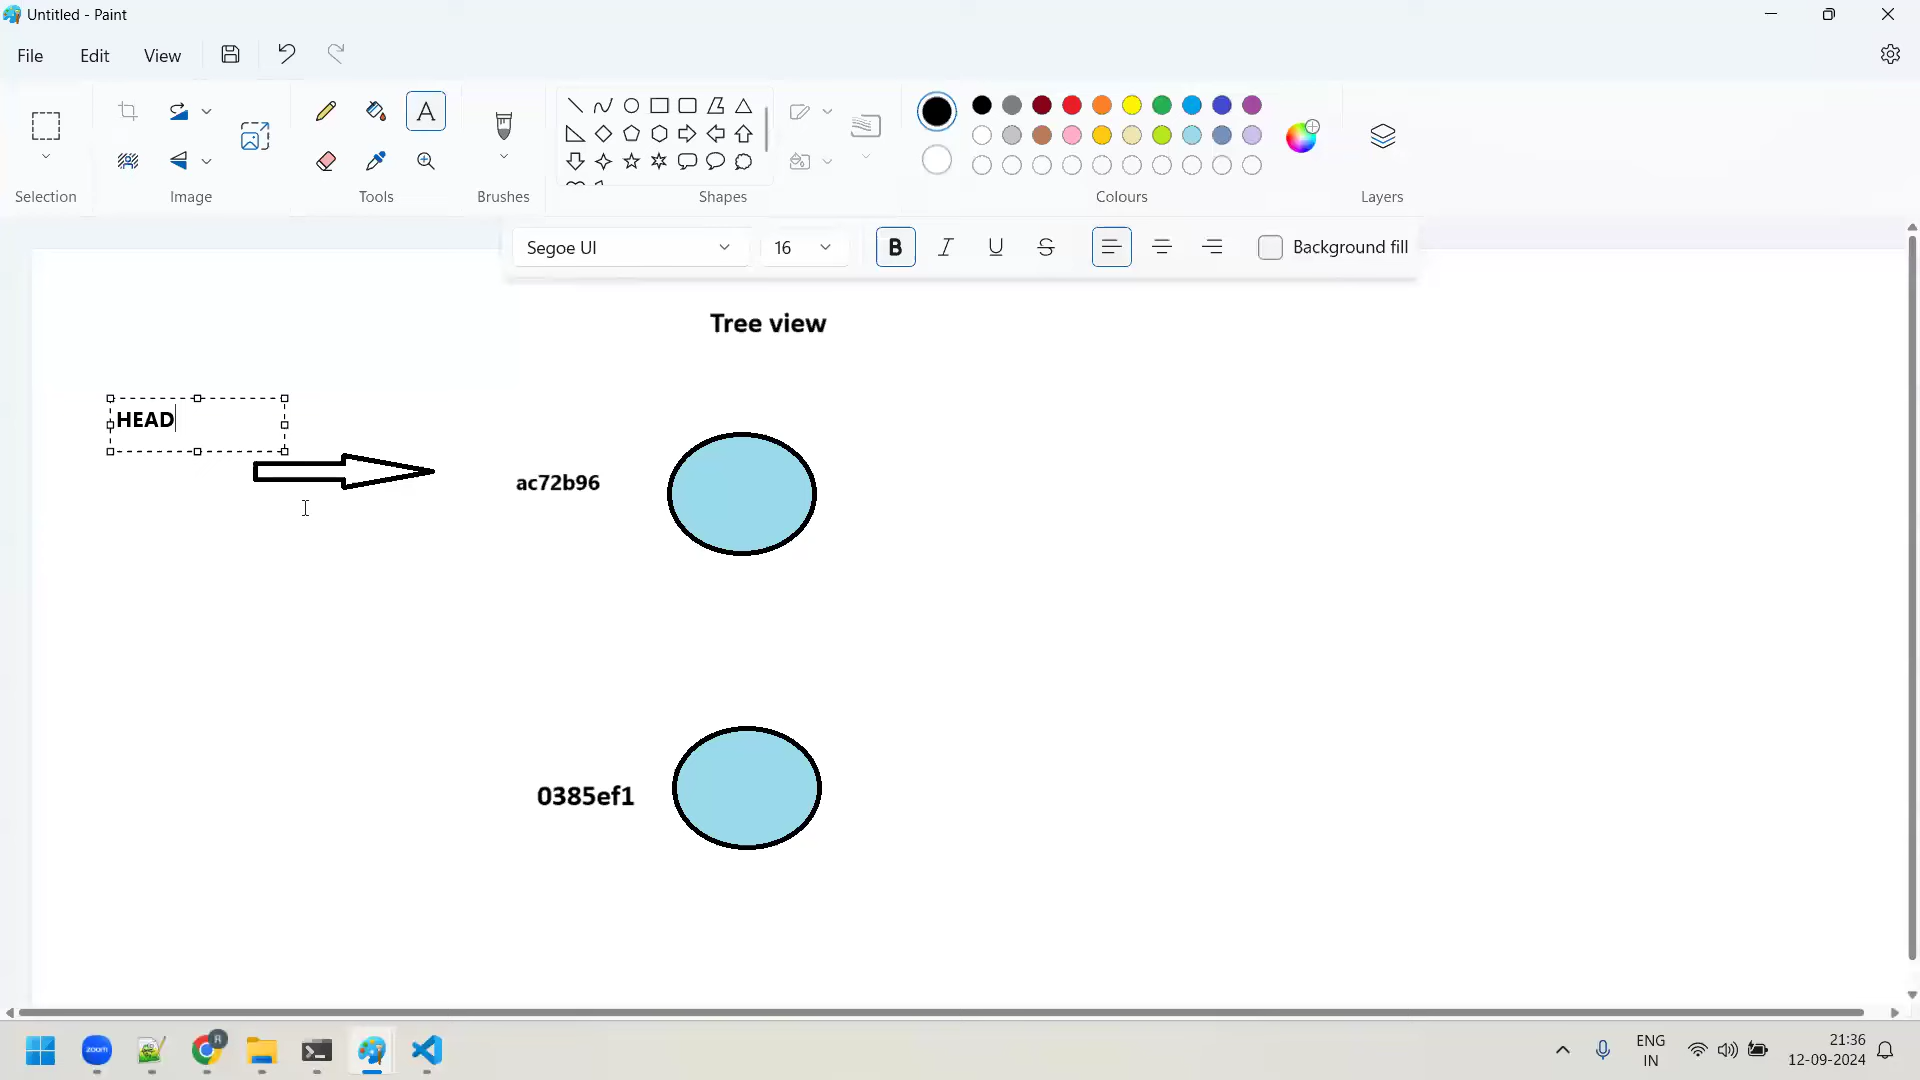 Untitled - Paint
File Edit View
Selection Image Tools Brushes Shapes Colours Layers
Segoe UI 16 B I U S Background fill
Tree view
HEAD
ac72b96
0385ef1
zoom R ENG 21:36
IN 12-09-2024